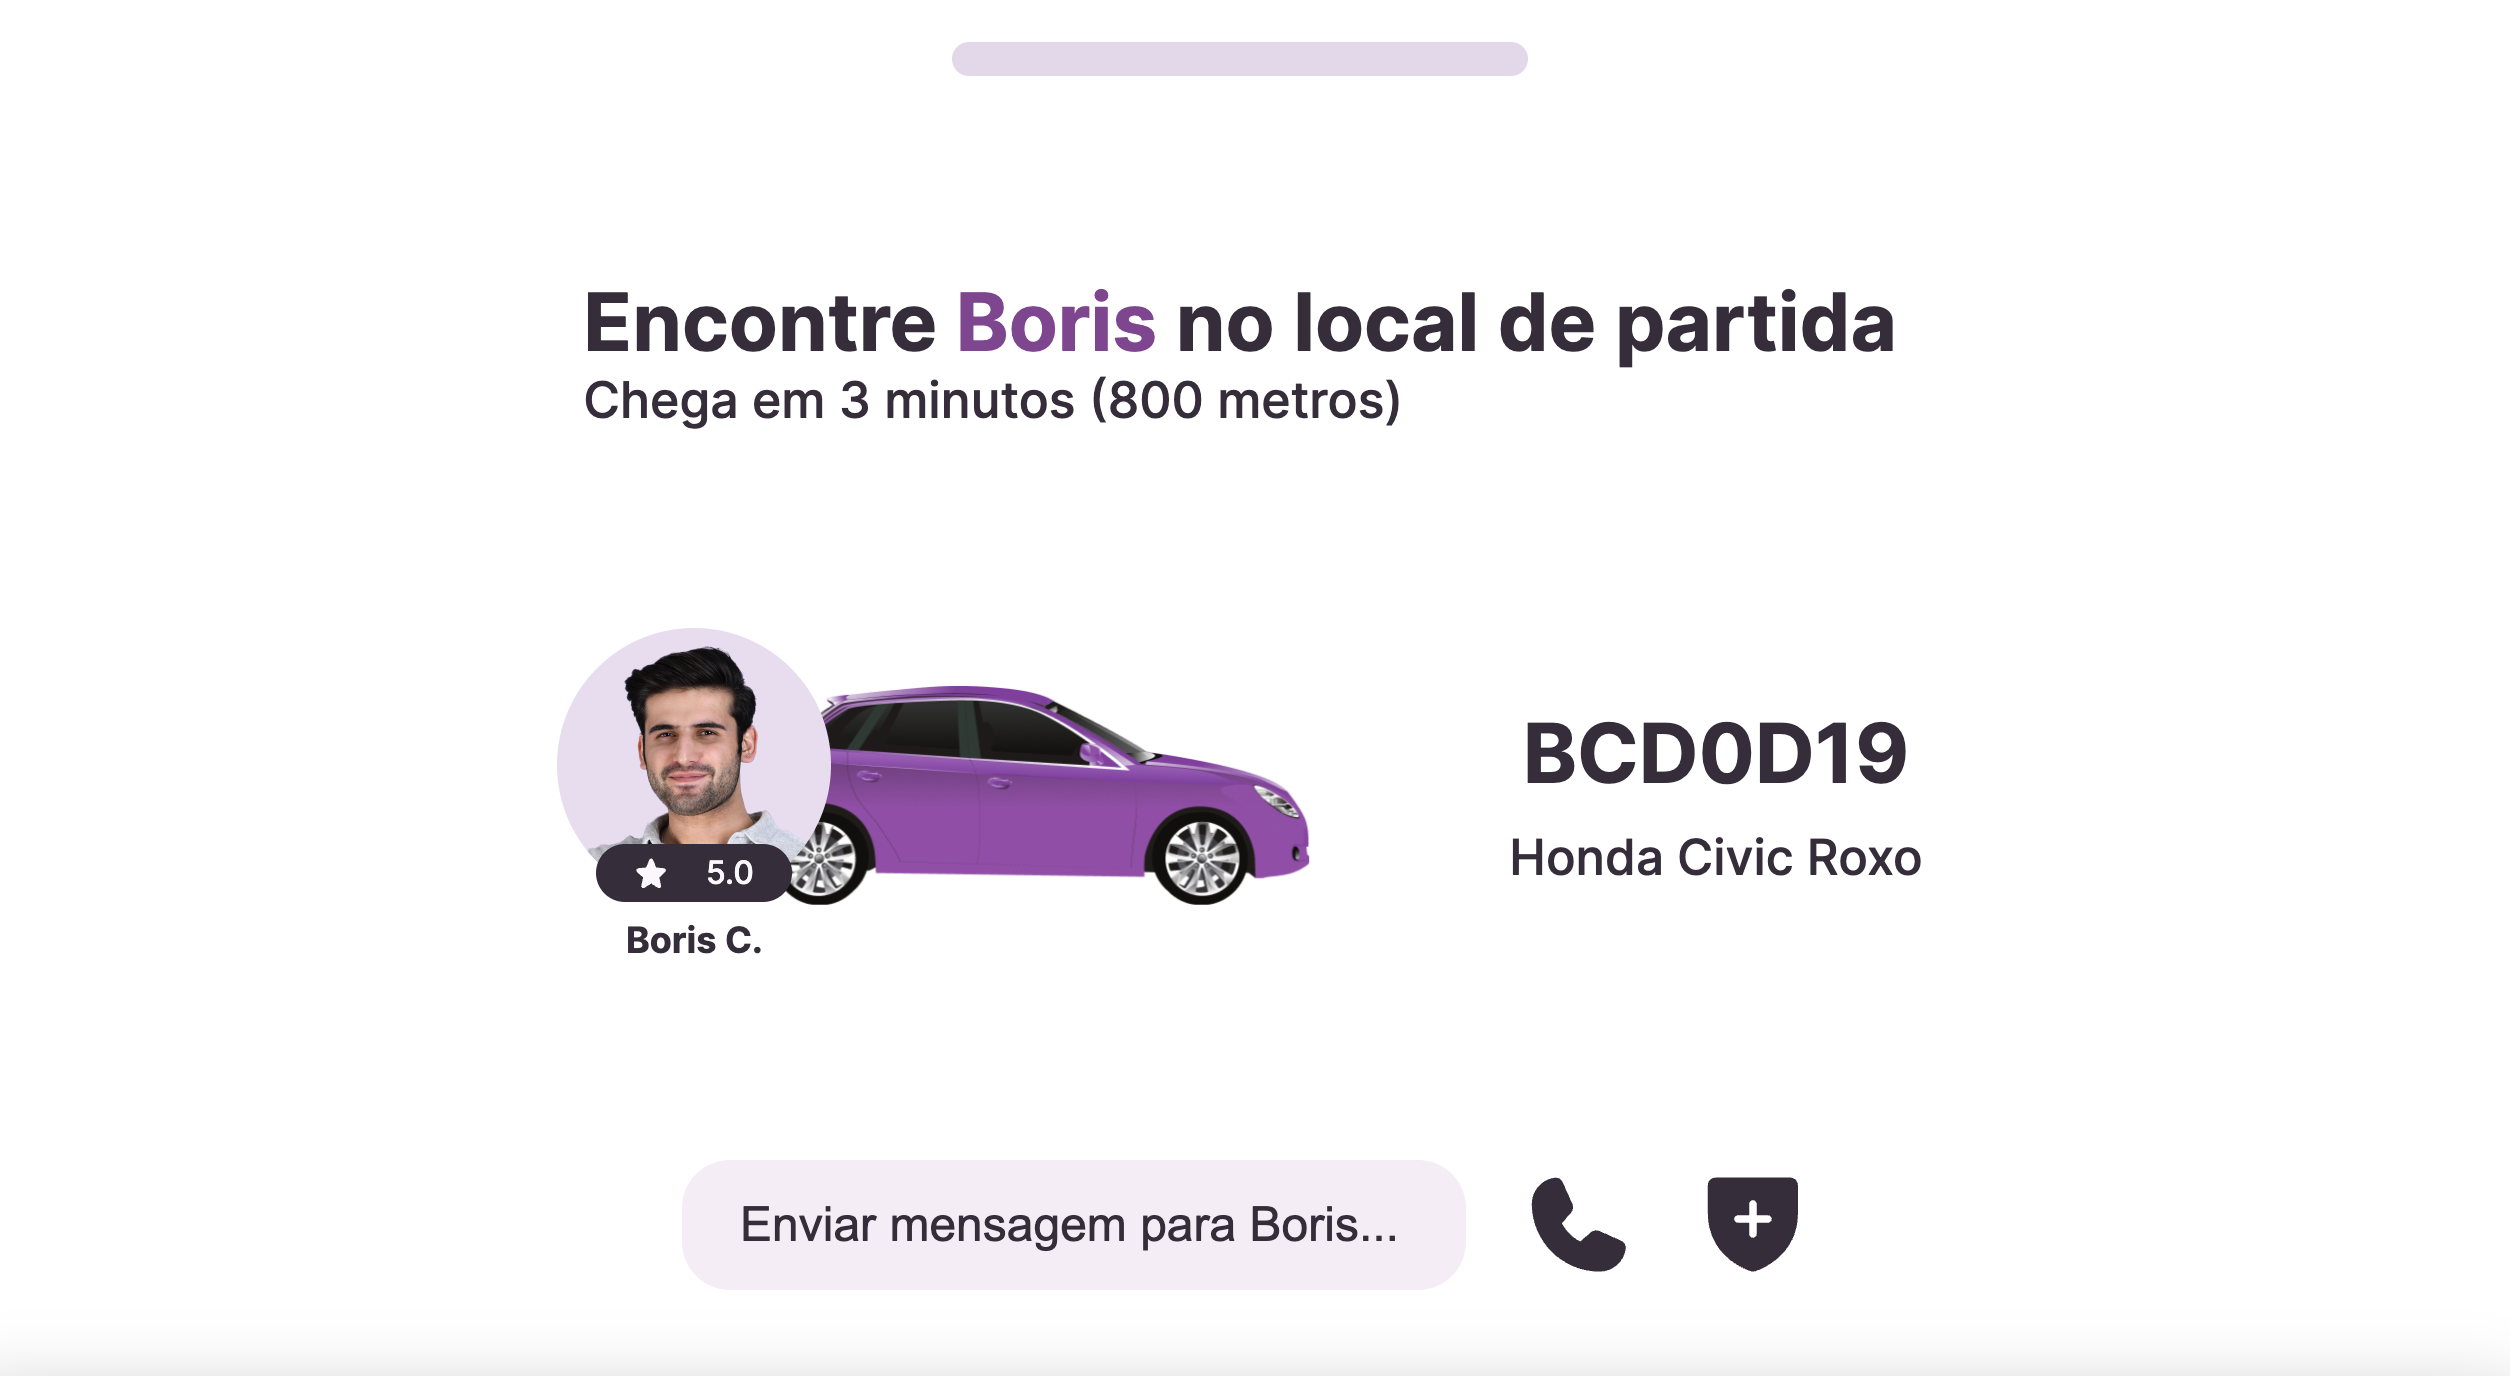 Encontre Boris no local de partida
Chega em 3 minutos (800 metros)
BCD0D19
Honda Civic Roxo
5.0
Boris C.
Enviar mensagem para Boris...